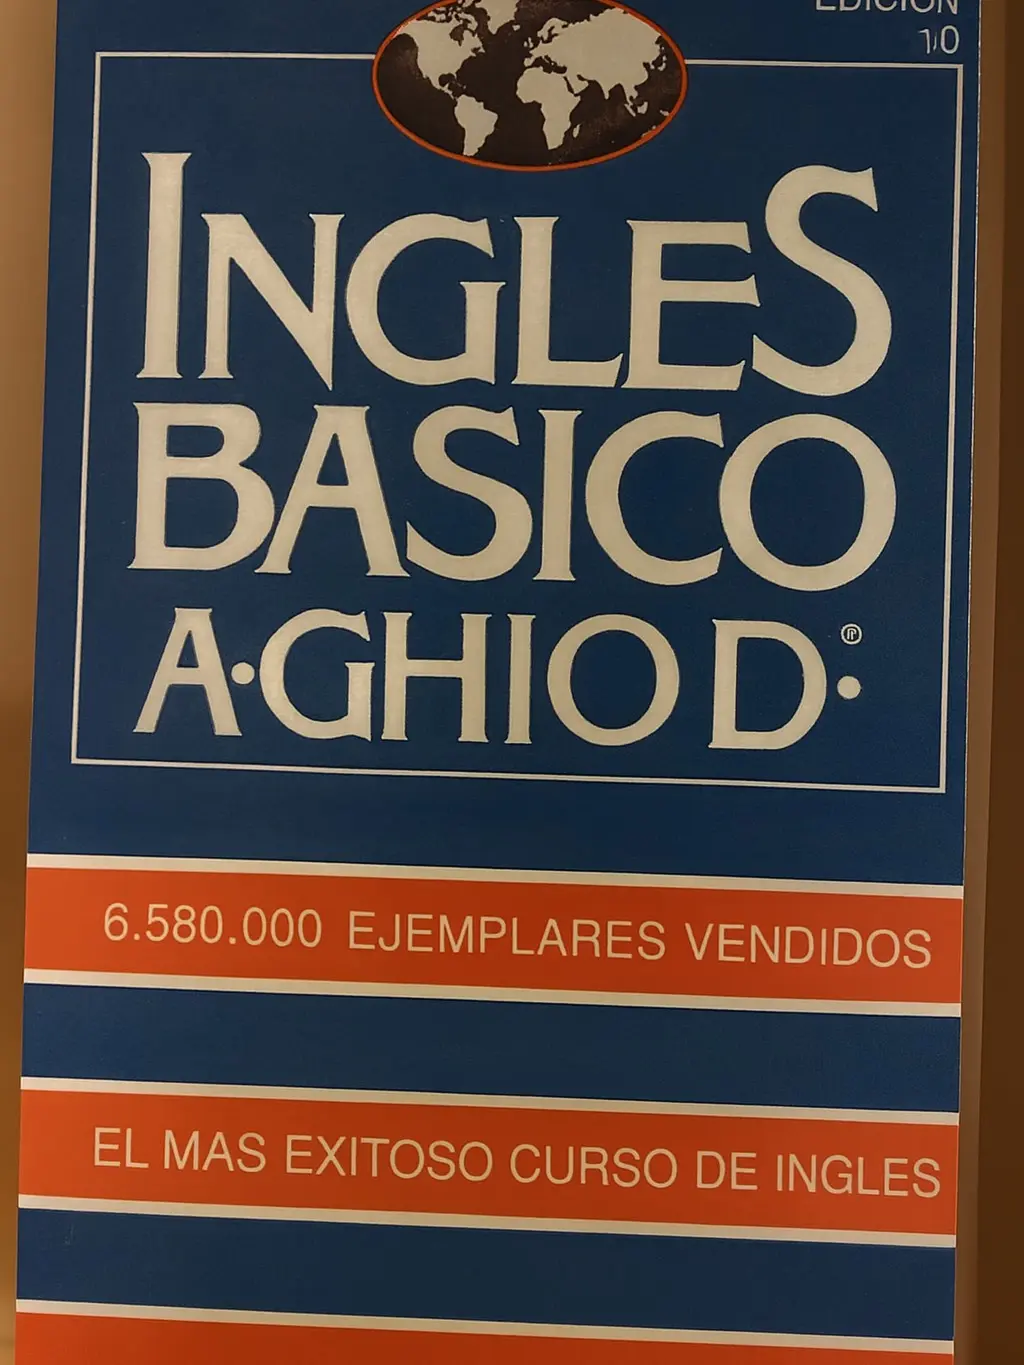 EDICION
10
INGLES
BASICO
A·GHIO D·®
6.580.000 EJEMPLARES VENDIDOS
EL MAS EXITOSO CURSO DE INGLES